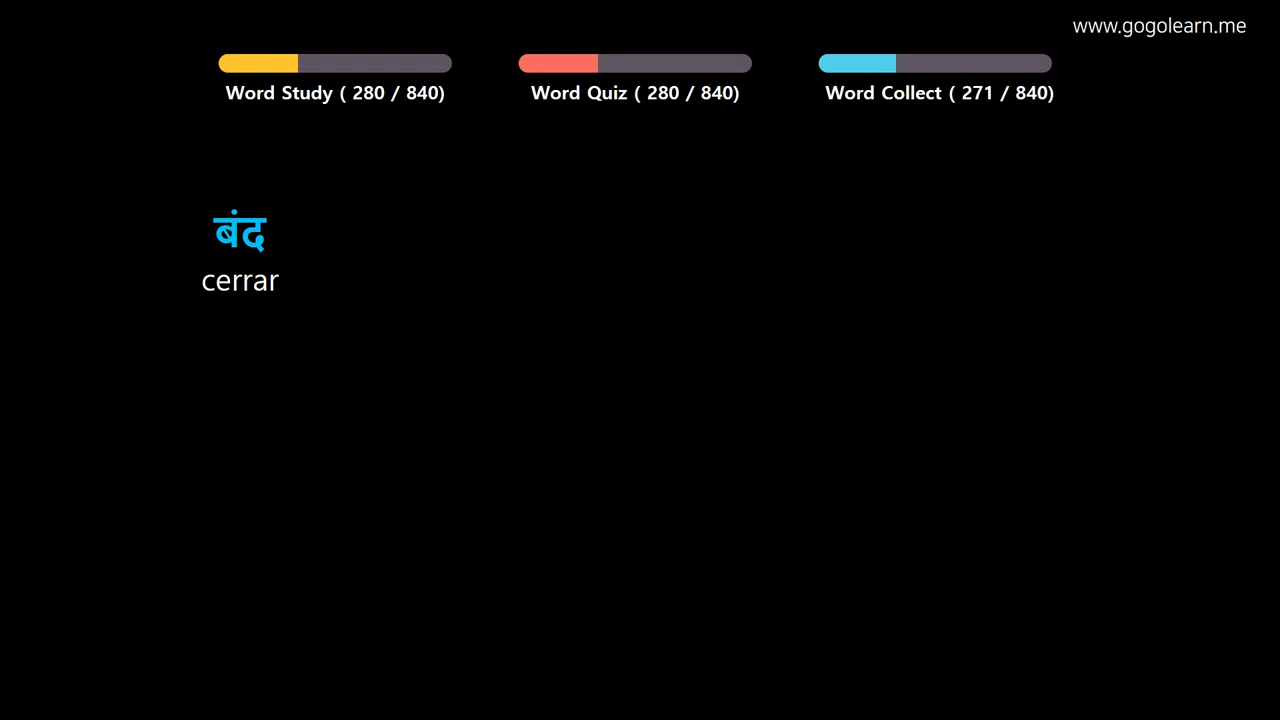 www.gogolearn.me
Word Study ( 280 / 840)
Word Quiz ( 280 / 840)
Word Collect ( 271 / 840)
बंद
cerrar